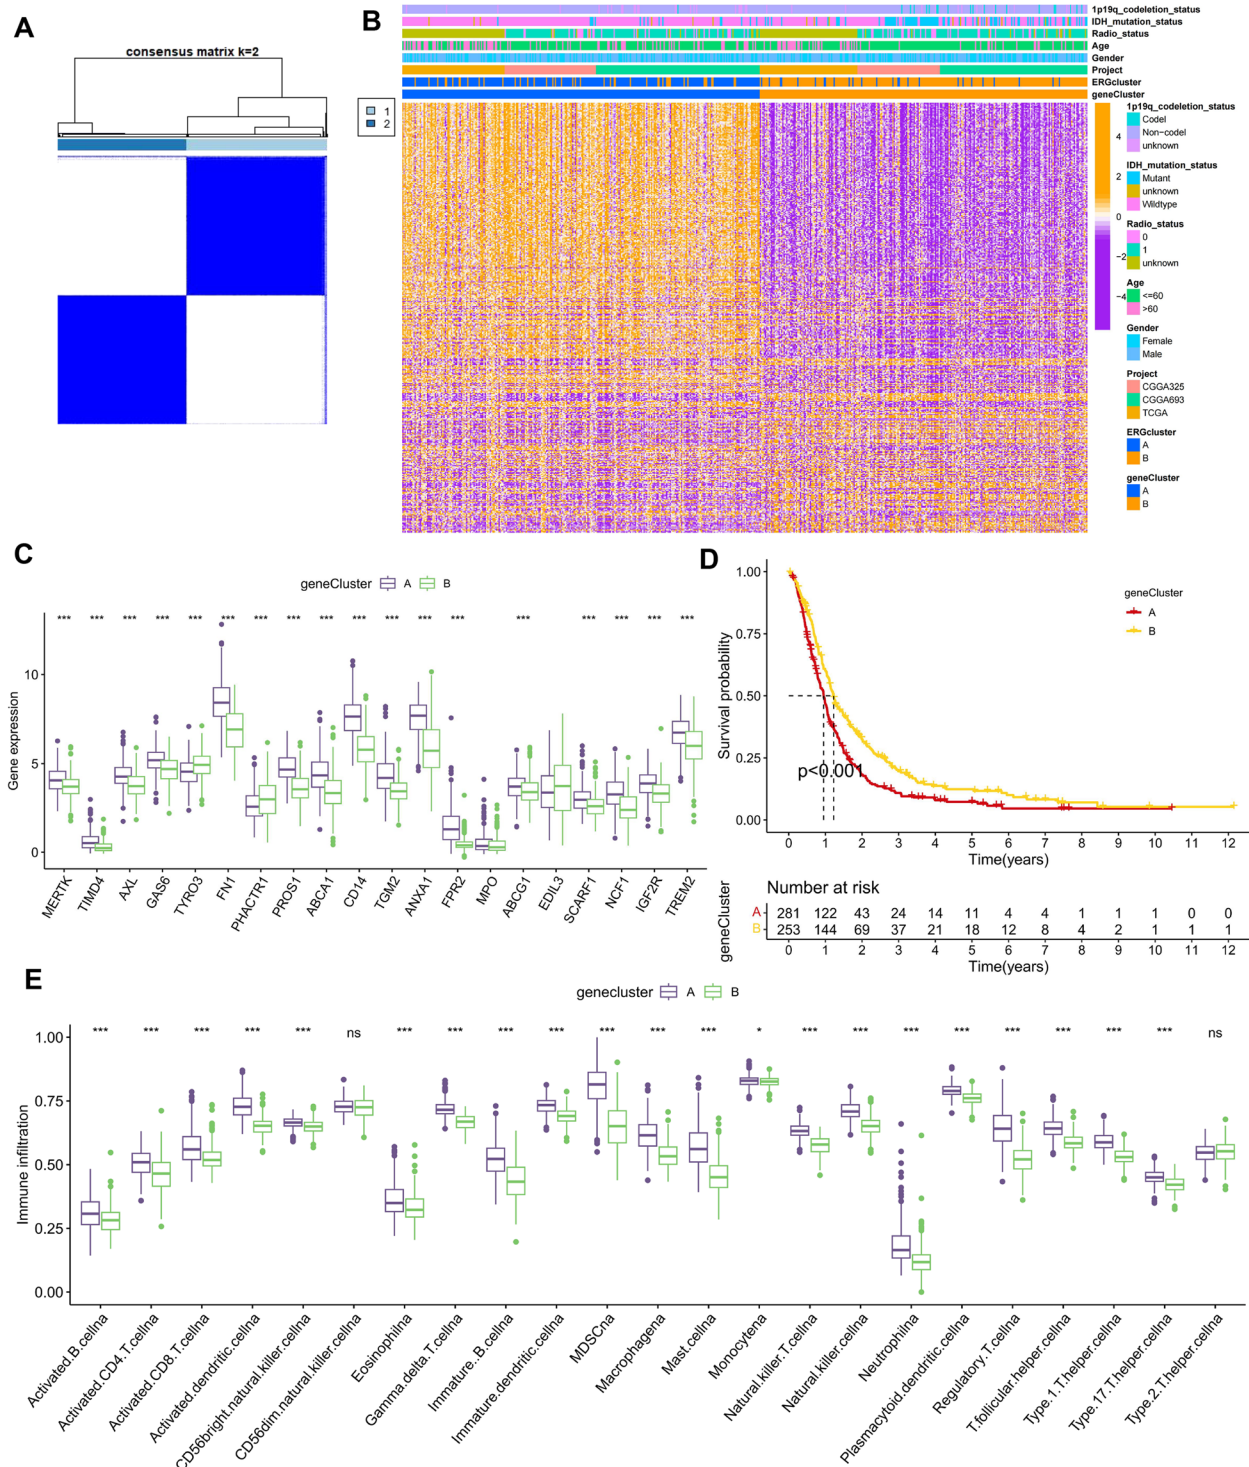 A
consensus matrix k=2
1
2
B
1p19q_codeletion_status
IDH_mutation_status
Radio_status
Age
Gender
Project
ERGcluster
geneCluster
4
2
0
−2
−4
1p19q_codeletion_status
Codel
Non−codel
unknown
IDH_mutation_status
Mutant
unknown
Wildtype
Radio_status
0
1
unknown
Age
<=60
>60
Gender
Female
Male
Project
CGGA325
CGGA693
TCGA
ERGcluster
A
B
geneCluster
A
B
C
geneCluster A B
*** *** *** *** *** *** *** *** *** *** *** *** *** *** *** *** *** ***
Gene expression
10
5
0
MERTK
TIMD4
AXL
GAS6
TYRO3
FN1
PHACTR1
PROS1
ABCA1
CD14
TGM2
ANXA1
FPR2
MPO
ABCG1
EDIL3
SCARF1
NCF1
IGF2R
TREM2
D
geneCluster
A
B
Survival probability
1.00
0.75
0.50
0.25
0.00
p<0.001
0 1 2 3 4 5 6 7 8 9 10 11 12
Time(years)
Number at risk
geneCluster
A 281 122 43 24 14 11 4 4 1 1 1 0 0
B 253 144 69 37 21 18 12 8 4 2 1 1 1
0 1 2 3 4 5 6 7 8 9 10 11 12
Time(years)
E
genecluster A B
*** *** *** *** *** ns *** *** *** *** *** *** *** * *** *** *** *** *** *** *** *** ns
Immune infiltration
1.00
0.75
0.50
0.25
0.00
Activated.B.cellna
Activated.CD4.T.cellna
Activated.CD8.T.cellna
Activated.dendritic.cellna
CD56bright.natural.killer.cellna
CD56dim.natural.killer.cellna
Eosinophilna
Gamma.delta.T.cellna
Immature..B.cellna
Immature.dendritic.cellna
MDSCna
Macrophagena
Mast.cellna
Monocytena
Natural.killer.T.cellna
Natural.killer.cellna
Neutrophilna
Plasmacytoid.dendritic.cellna
Regulatory.T.cellna
T.follicular.helper.cellna
Type.1.T.helper.cellna
Type.17.T.helper.cellna
Type.2.T.helper.cellna